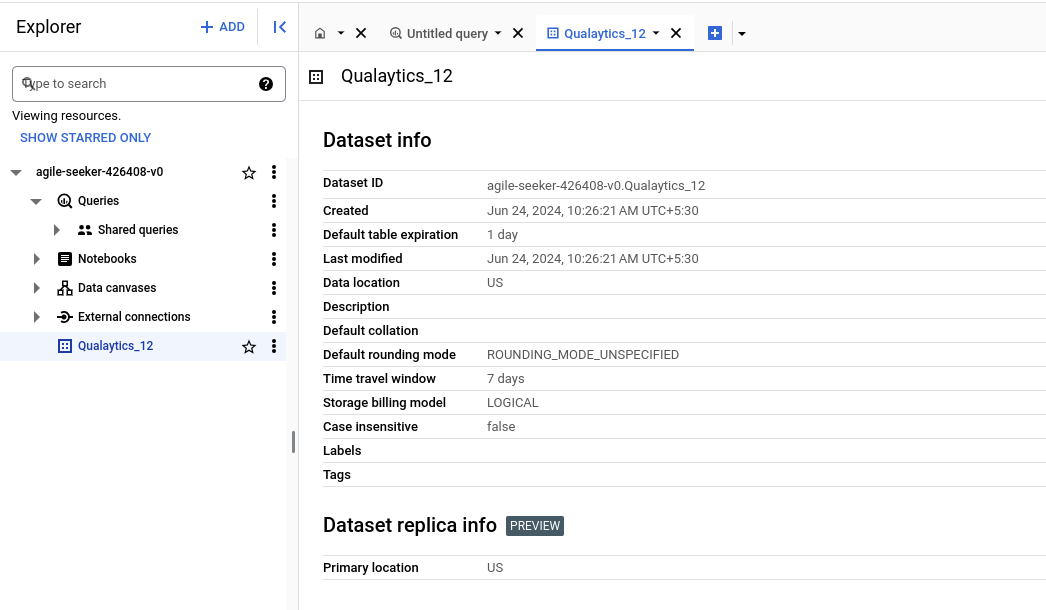 Explorer
+ ADD
Type to search
Viewing resources.
SHOW STARRED ONLY
agile-seeker-426408-v0
Queries
Shared queries
Notebooks
Data canvases
External connections
Qualaytics_12
Untitled query
Qualaytics_12
Qualaytics_12
Dataset info
Dataset ID agile-seeker-426408-v0.Qualaytics_12
Created Jun 24, 2024, 10:26:21 AM UTC+5:30
Default table expiration 1 day
Last modified Jun 24, 2024, 10:26:21 AM UTC+5:30
Data location US
Description
Default collation
Default rounding mode ROUNDING_MODE_UNSPECIFIED
Time travel window 7 days
Storage billing model LOGICAL
Case insensitive false
Labels
Tags
Dataset replica info PREVIEW
Primary location US